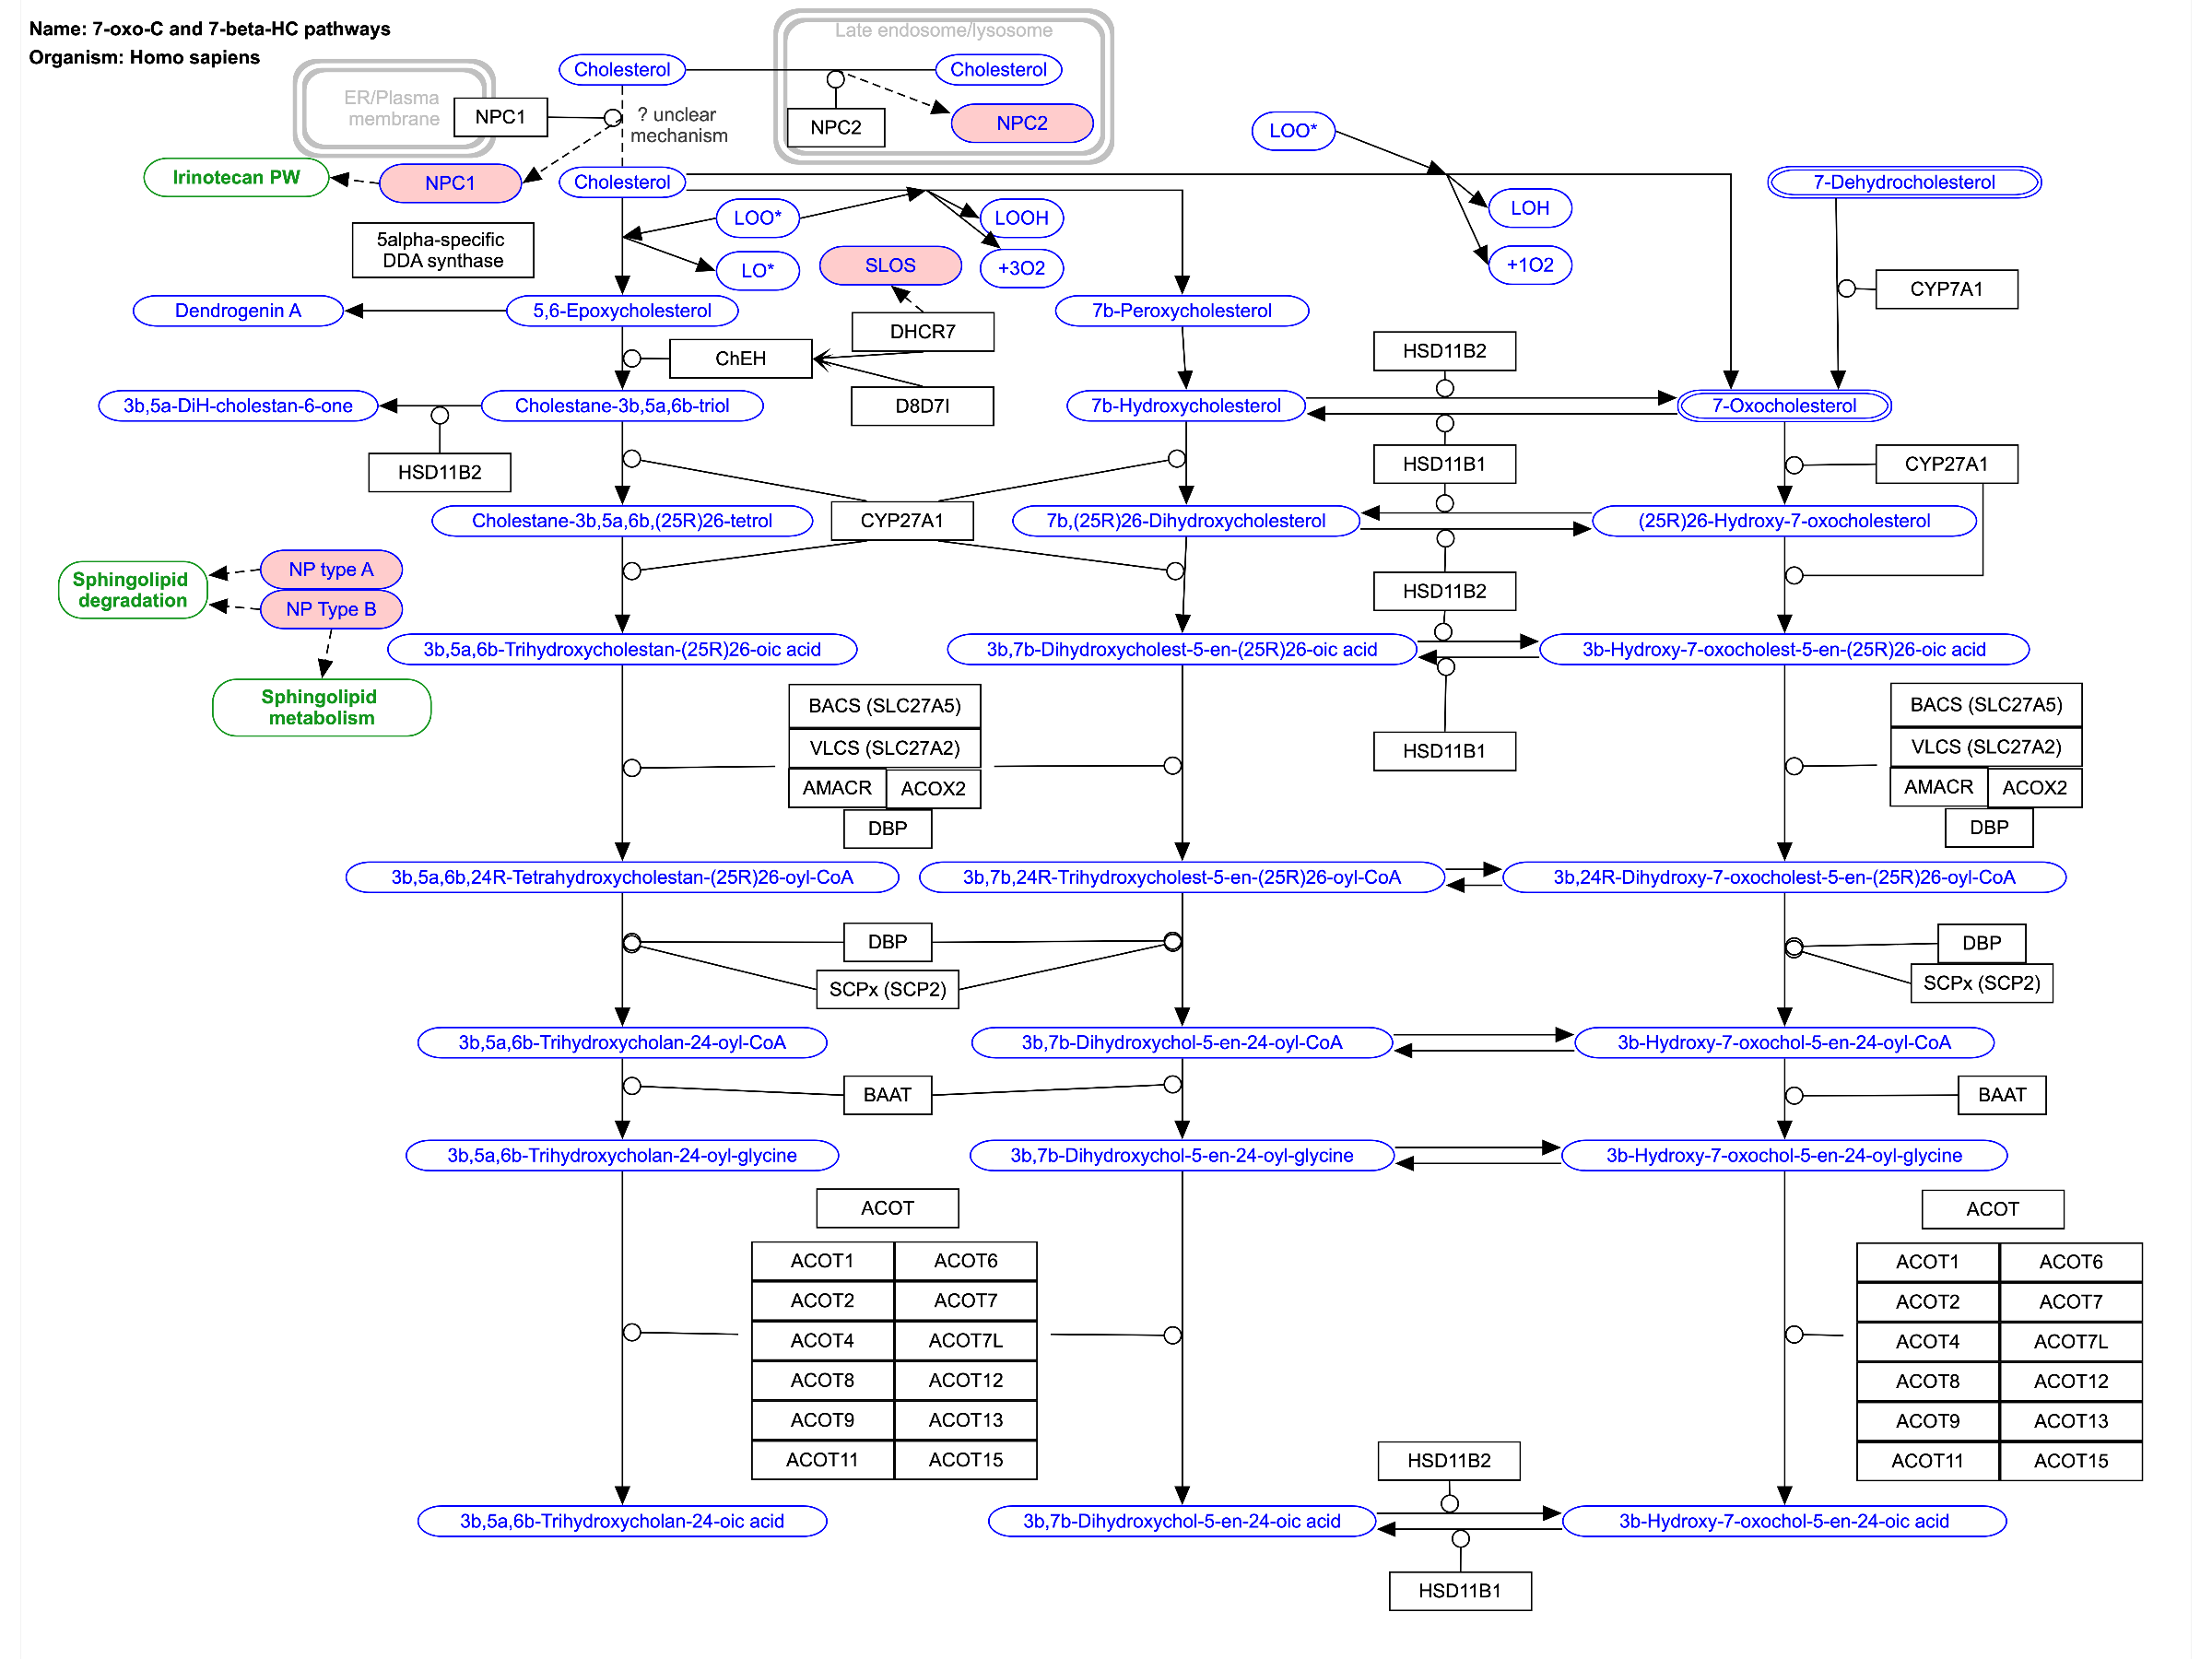 Name: 7-oxo-C and 7-beta-HC pathways
Organism: Homo sapiens
Late endosome/lysosome
Cholesterol
Cholesterol
ER/Plasma
membrane
NPC1
? unclear
mechanism
NPC2
NPC2
LOO*
Irinotecan PW
NPC1
Cholesterol
7-Dehydrocholesterol
LOO*
LOOH
LOH
5alpha-specific
DDA synthase
LO*
SLOS
+3O2
+1O2
CYP7A1
Dendrogenin A
5,6-Epoxycholesterol
7b-Peroxycholesterol
DHCR7
ChEH
HSD11B2
3b,5a-DiH-cholestan-6-one
Cholestane-3b,5a,6b-triol
D8D7I
7b-Hydroxycholesterol
7-Oxocholesterol
HSD11B2
HSD11B1
CYP27A1
Cholestane-3b,5a,6b,(25R)26-tetrol
CYP27A1
7b,(25R)26-Dihydroxycholesterol
(25R)26-Hydroxy-7-oxocholesterol
NP type A
Sphingolipid
degradation
NP Type B
HSD11B2
3b,5a,6b-Trihydroxycholestan-(25R)26-oic acid
3b,7b-Dihydroxycholest-5-en-(25R)26-oic acid
3b-Hydroxy-7-oxocholest-5-en-(25R)26-oic acid
Sphingolipid
metabolism
BACS (SLC27A5)
VLCS (SLC27A2)
AMACR
ACOX2
DBP
HSD11B1
BACS (SLC27A5)
VLCS (SLC27A2)
AMACR
ACOX2
DBP
3b,5a,6b,24R-Tetrahydroxycholestan-(25R)26-oyl-CoA
3b,7b,24R-Trihydroxycholest-5-en-(25R)26-oyl-CoA
3b,24R-Dihydroxy-7-oxocholest-5-en-(25R)26-oyl-CoA
DBP
SCPx (SCP2)
DBP
SCPx (SCP2)
3b,5a,6b-Trihydroxycholan-24-oyl-CoA
3b,7b-Dihydroxychol-5-en-24-oyl-CoA
3b-Hydroxy-7-oxochol-5-en-24-oyl-CoA
BAAT
BAAT
3b,5a,6b-Trihydroxycholan-24-oyl-glycine
3b,7b-Dihydroxychol-5-en-24-oyl-glycine
3b-Hydroxy-7-oxochol-5-en-24-oyl-glycine
ACOT
ACOT1
ACOT6
ACOT2
ACOT7
ACOT4
ACOT7L
ACOT8
ACOT12
ACOT9
ACOT13
ACOT11
ACOT15
ACOT
ACOT1
ACOT6
ACOT2
ACOT7
ACOT4
ACOT7L
ACOT8
ACOT12
ACOT9
ACOT13
ACOT11
ACOT15
HSD11B2
3b,5a,6b-Trihydroxycholan-24-oic acid
3b,7b-Dihydroxychol-5-en-24-oic acid
3b-Hydroxy-7-oxochol-5-en-24-oic acid
HSD11B1